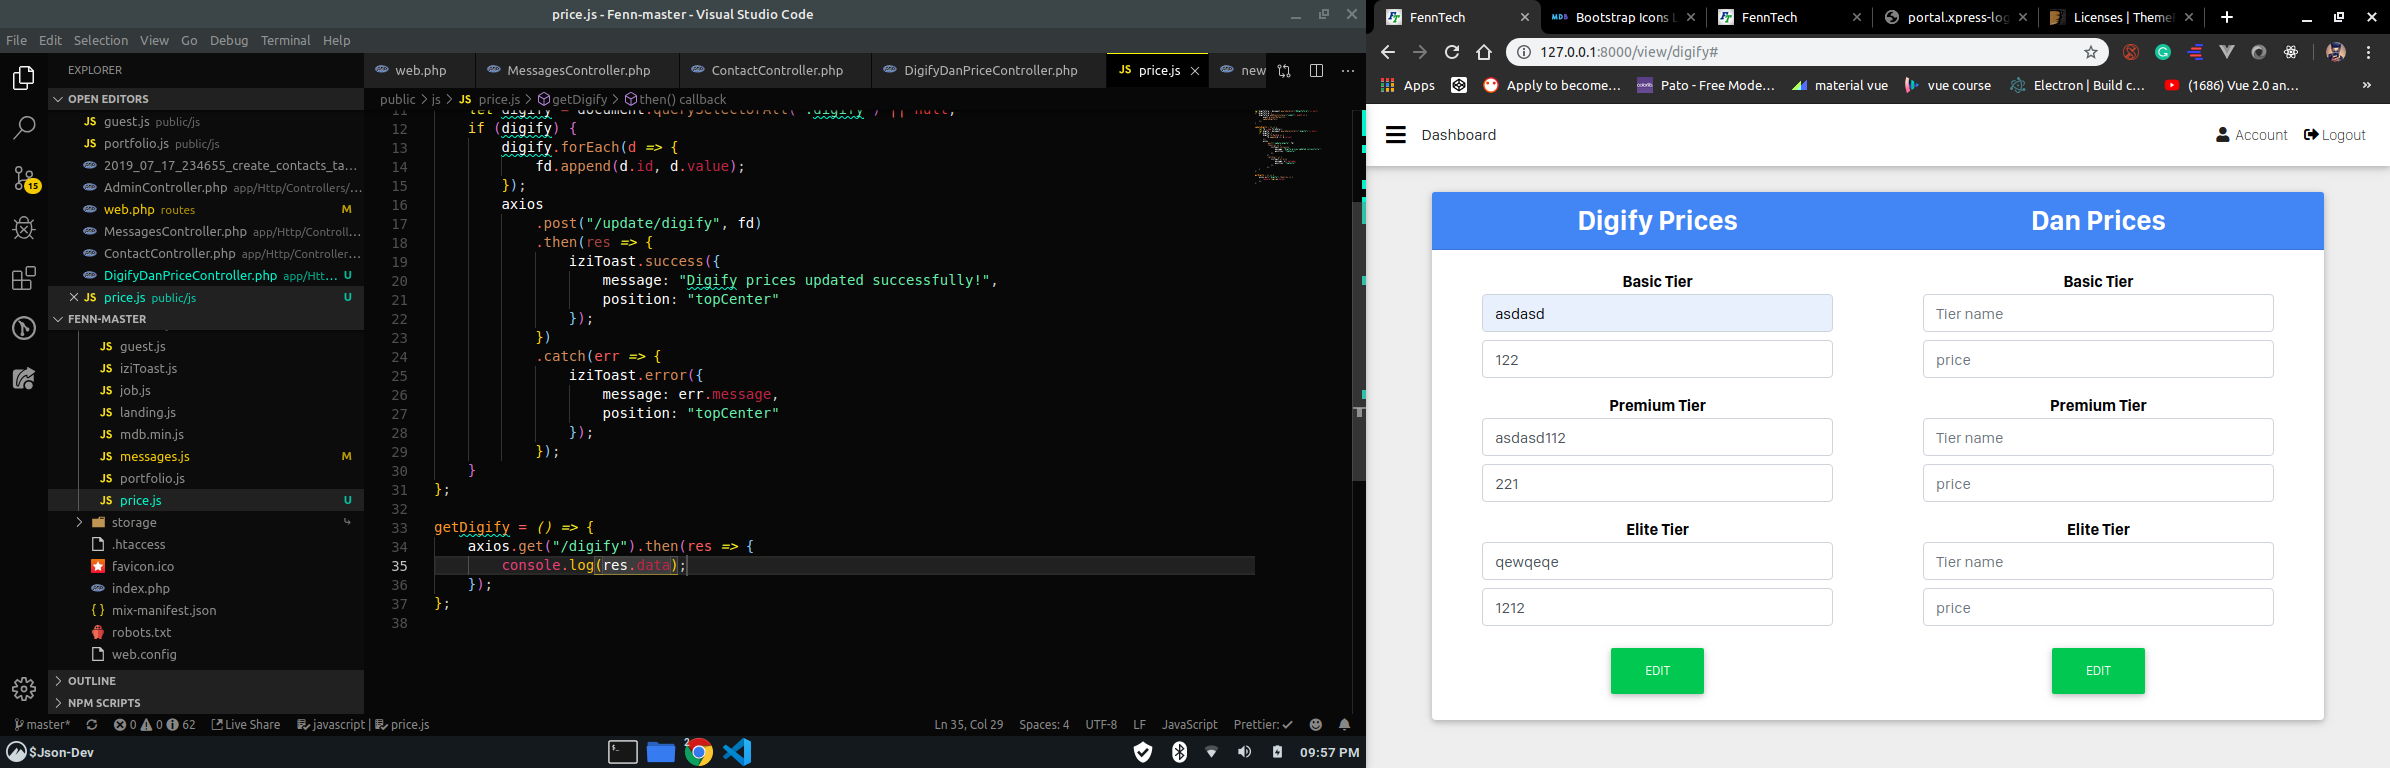 price.js - Fenn-master - Visual Studio Code
File Edit Selection View Go Debug Terminal Help
EXPLORER
OPEN EDITORS
guest.js public/js
portfolio.js public/js
2019_07_17_234655_create_contacts_ta...
AdminController.php app/Http/Controllers/...
web.php routes M
MessagesController.php app/Http/Controll...
ContactController.php app/Http/Controller...
DigifyDanPriceController.php app/Htt... U
JS price.js public/js U
FENN-MASTER
JS guest.js
JS iziToast.js
JS job.js
JS landing.js
JS mdb.min.js
JS messages.js M
JS portfolio.js
JS price.js U
storage
.htaccess
favicon.ico
index.php
{ } mix-manifest.json
robots.txt
web.config
OUTLINE
NPM SCRIPTS
15
web.php MessagesController.php ContactController.php DigifyDanPriceController.php JS price.js new
public > js > JS price.js > getDigify > then() callback
11 let digify = document.querySelectorAll(".digify") || null;
12 if (digify) {
13 digify.forEach(d => {
14 fd.append(d.id, d.value);
15 });
16 axios
17 .post("/update/digify", fd)
18 .then(res => {
19 iziToast.success({
20 message: "Digify prices updated successfully!",
21 position: "topCenter"
22 });
23 })
24 .catch(err => {
25 iziToast.error({
26 message: err.message,
27 position: "topCenter"
28 });
29 });
30 }
31 };
32
33 getDigify = () => {
34 axios.get("/digify").then(res => {
35 console.log(res.data);
36 });
37 };
38
master* 0 0 62 Live Share javascript | price.js Ln 35, Col 29 Spaces: 4 UTF-8 LF JavaScript Prettier: ✓
$Json-Dev 2 09:57 PM
FennTech MDB Bootstrap Icons L FennTech portal.xpress-log Licenses | ThemeF
127.0.0.1:8000/view/digify#
Apps Apply to become... Pato - Free Mode... material vue vue course Electron | Build c... (1686) Vue 2.0 an... »
Dashboard Account Logout
Digify Prices Dan Prices
Basic Tier Basic Tier
asdasd Tier name
122 price
Premium Tier Premium Tier
asdasd112 Tier name
221 price
Elite Tier Elite Tier
qewqeqe Tier name
1212 price
EDIT EDIT